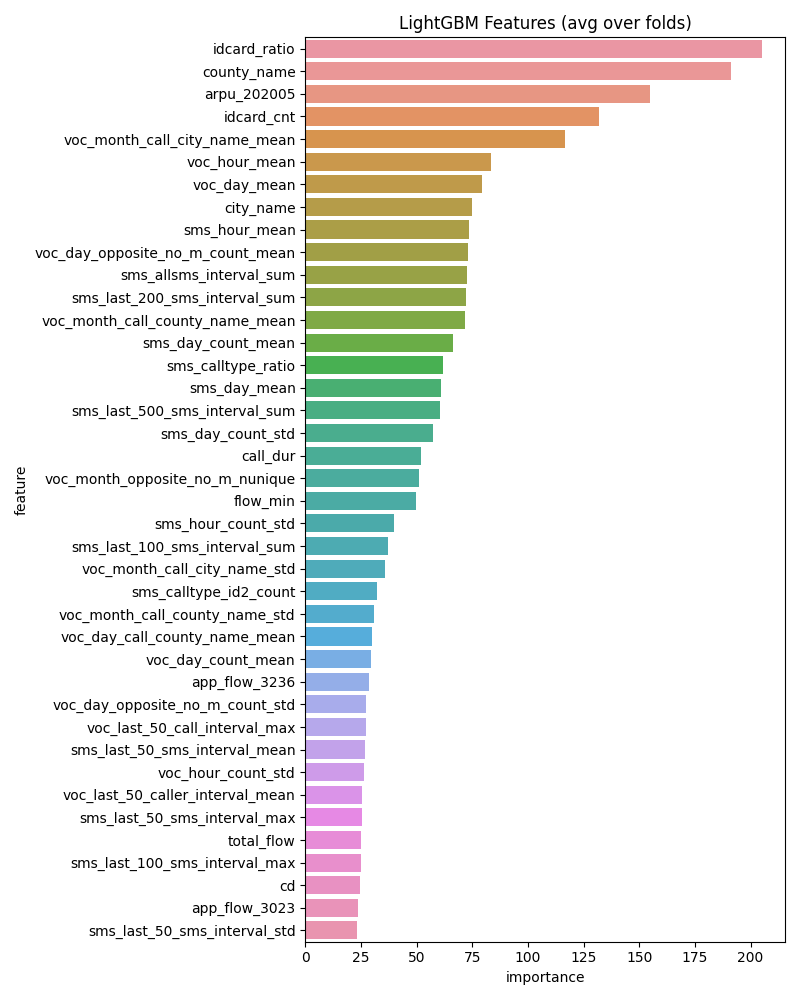 LightGBM Features (avg over folds)
idcard_ratio
county_name
arpu_202005
idcard_cnt
voc_month_call_city_name_mean
voc_hour_mean
voc_day_mean
city_name
sms_hour_mean
voc_day_opposite_no_m_count_mean
sms_allsms_interval_sum
sms_last_200_sms_interval_sum
voc_month_call_county_name_mean
sms_day_count_mean
sms_calltype_ratio
sms_day_mean
sms_last_500_sms_interval_sum
sms_day_count_std
call_dur
voc_month_opposite_no_m_nunique
flow_min
sms_hour_count_std
sms_last_100_sms_interval_sum
voc_month_call_city_name_std
sms_calltype_id2_count
voc_month_call_county_name_std
voc_day_call_county_name_mean
voc_day_count_mean
app_flow_3236
voc_day_opposite_no_m_count_std
voc_last_50_call_interval_max
sms_last_50_sms_interval_mean
voc_hour_count_std
voc_last_50_caller_interval_mean
sms_last_50_sms_interval_max
total_flow
sms_last_100_sms_interval_max
cd
app_flow_3023
sms_last_50_sms_interval_std
feature
0 25 50 75 100 125 150 175 200
importance